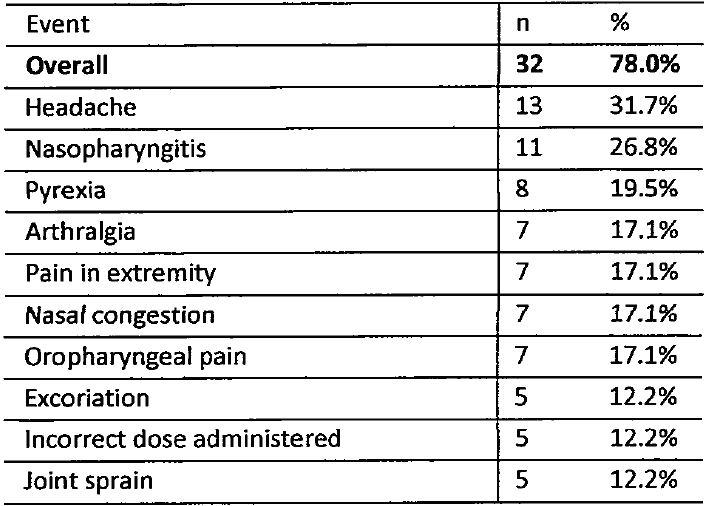 Event n %
Overall 32 78.0%
Headache 13 31.7%
Nasopharyngitis 11 26.8%
Pyrexia 8 19.5%
Arthralgia 7 17.1%
Pain in extremity 7 17.1%
Nasal congestion 7 17.1%
Oropharyngeal pain 7 17.1%
Excoriation 5 12.2%
Incorrect dose administered 5 12.2%
Joint sprain 5 12.2%